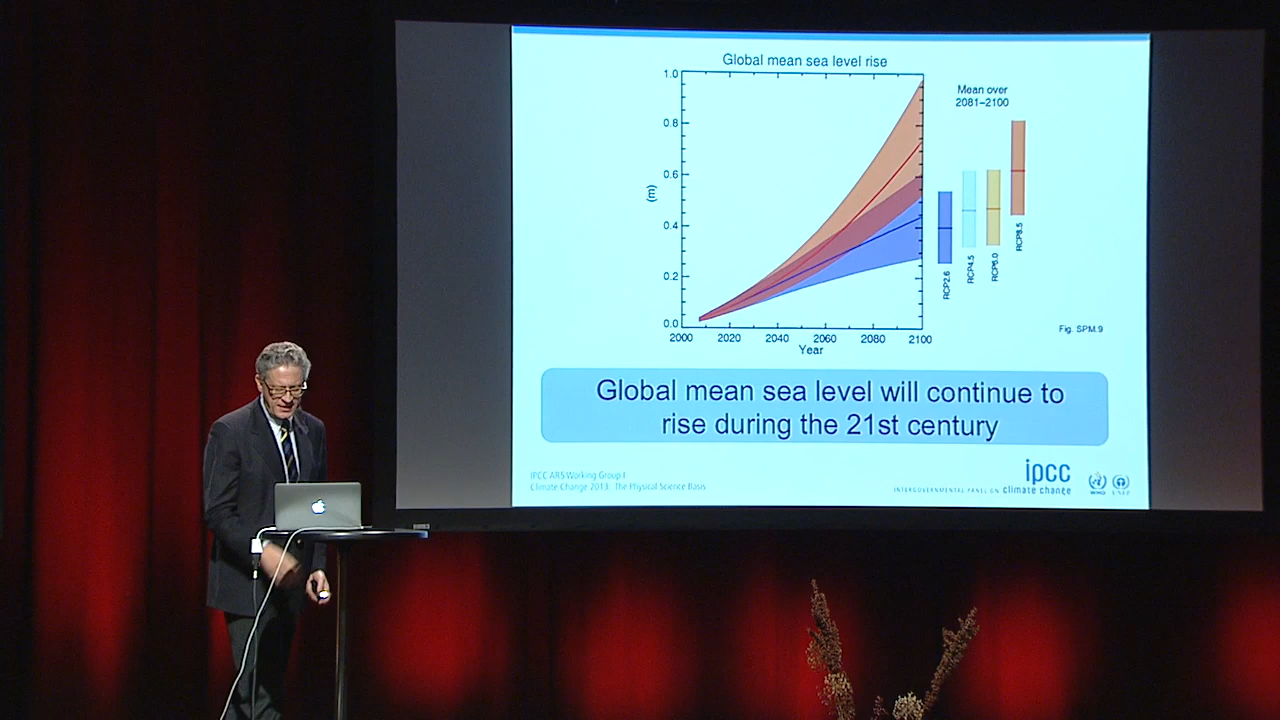 Global mean sea level rise
1.0
0.8
0.6
0.4
0.2
0.0
(m)
2000 2020 2040 2060 2080 2100
Year
Mean over
2081–2100
RCP2.6
RCP4.5
RCP6.0
RCP8.5
Fig. SPM.9
Global mean sea level will continue to
rise during the 21st century
IPCC AR5 Working Group I
Climate Change 2013: The Physical Science Basis
ipcc
INTERGOVERNMENTAL PANEL ON climate change
WMO UNEP